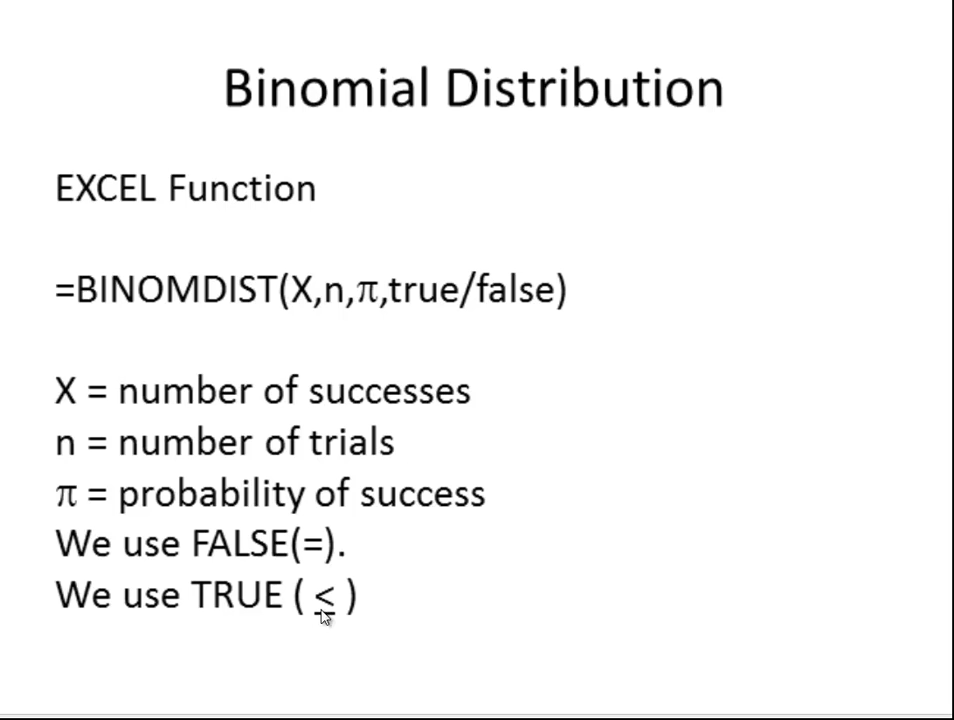 Binomial Distribution
EXCEL Function
=BINOMDIST(X,n,π,true/false)
X = number of successes
n = number of trials
π = probability of success
We use FALSE(=).
We use TRUE ( ≤ )